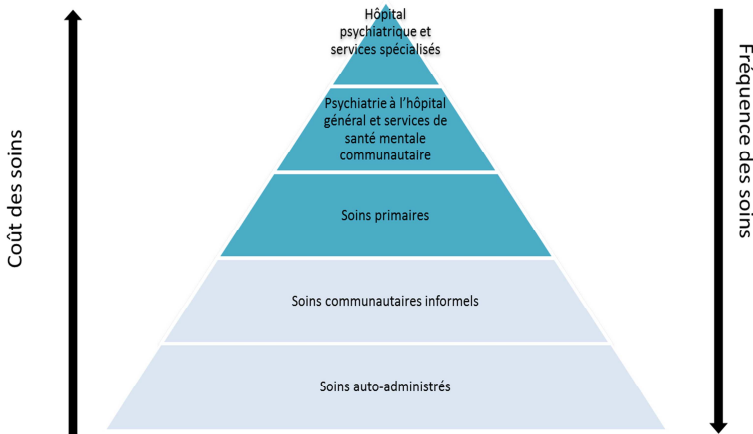 Hôpital
psychiatrique et
services spécialisés
Psychiatrie à l'hôpital
général et services de
santé mentale
communautaire
Soins primaires
Soins communautaires informels
Soins auto-administrés
Coût des soins
Fréquence des soins